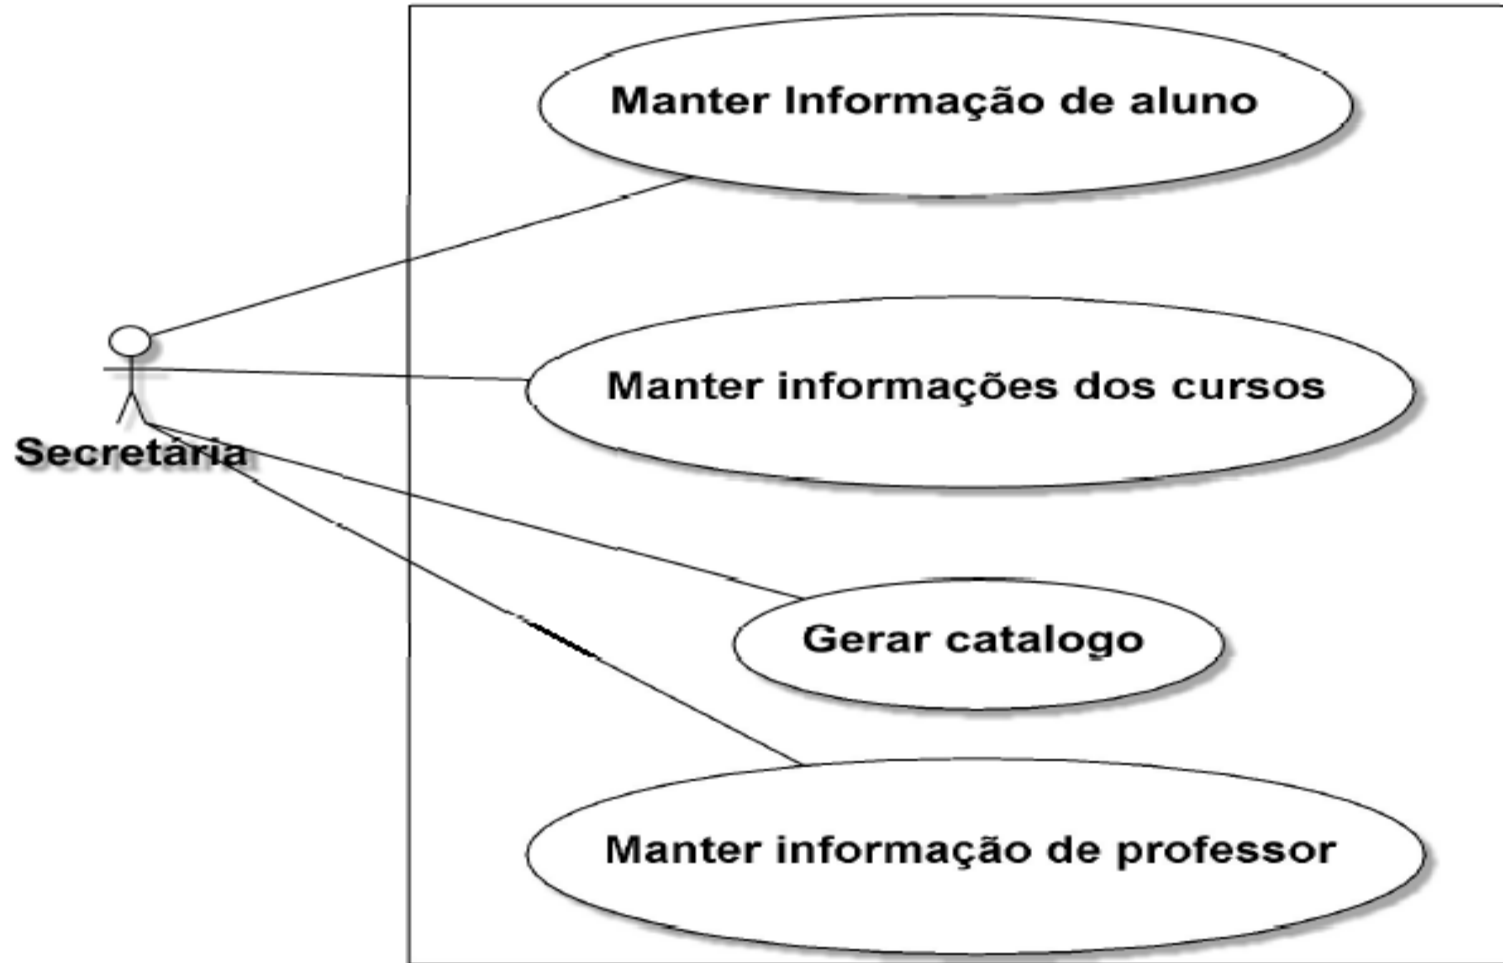 Manter Informação de aluno
Manter informações dos cursos
Secretária
Gerar catalogo
Manter informação de professor